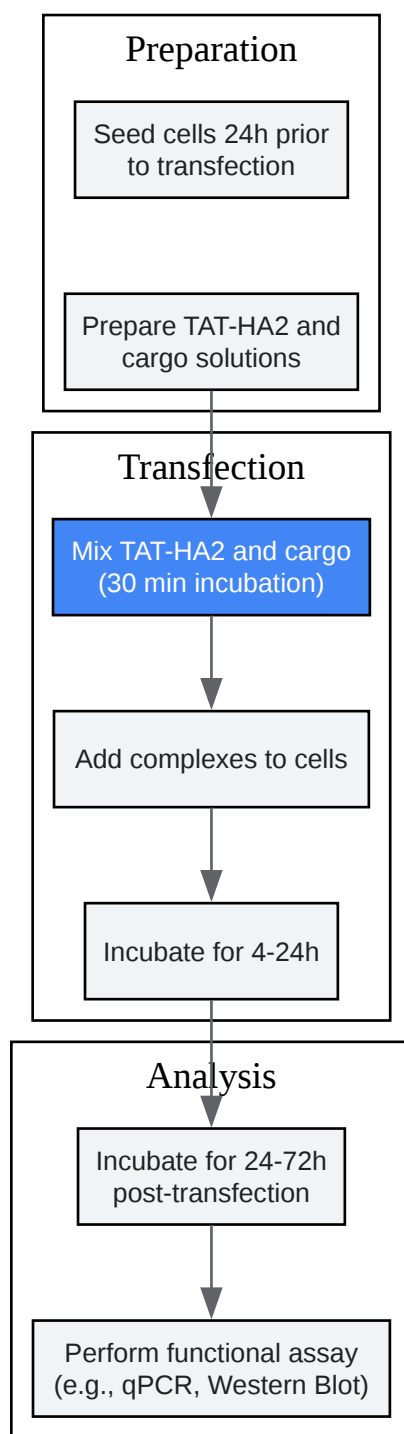 Preparation
Seed cells 24h prior
to transfection
Prepare TAT-HA2 and
cargo solutions
Transfection
Mix TAT-HA2 and cargo
(30 min incubation)
Add complexes to cells
Incubate for 4-24h
Analysis
Incubate for 24-72h
post-transfection
Perform functional assay
(e.g., qPCR, Western Blot)